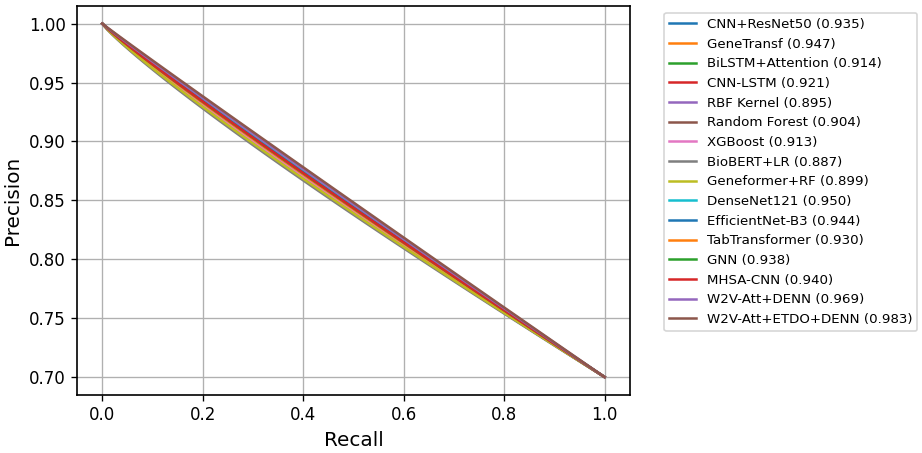 Precision
1.00
0.95
0.90
0.85
0.80
0.75
0.70
0.0 0.2 0.4 0.6 0.8 1.0
Recall
CNN+ResNet50 (0.935)
GeneTransf (0.947)
BiLSTM+Attention (0.914)
CNN-LSTM (0.921)
RBF Kernel (0.895)
Random Forest (0.904)
XGBoost (0.913)
BioBERT+LR (0.887)
Geneformer+RF (0.899)
DenseNet121 (0.950)
EfficientNet-B3 (0.944)
TabTransformer (0.930)
GNN (0.938)
MHSA-CNN (0.940)
W2V-Att+DENN (0.969)
W2V-Att+ETDO+DENN (0.983)